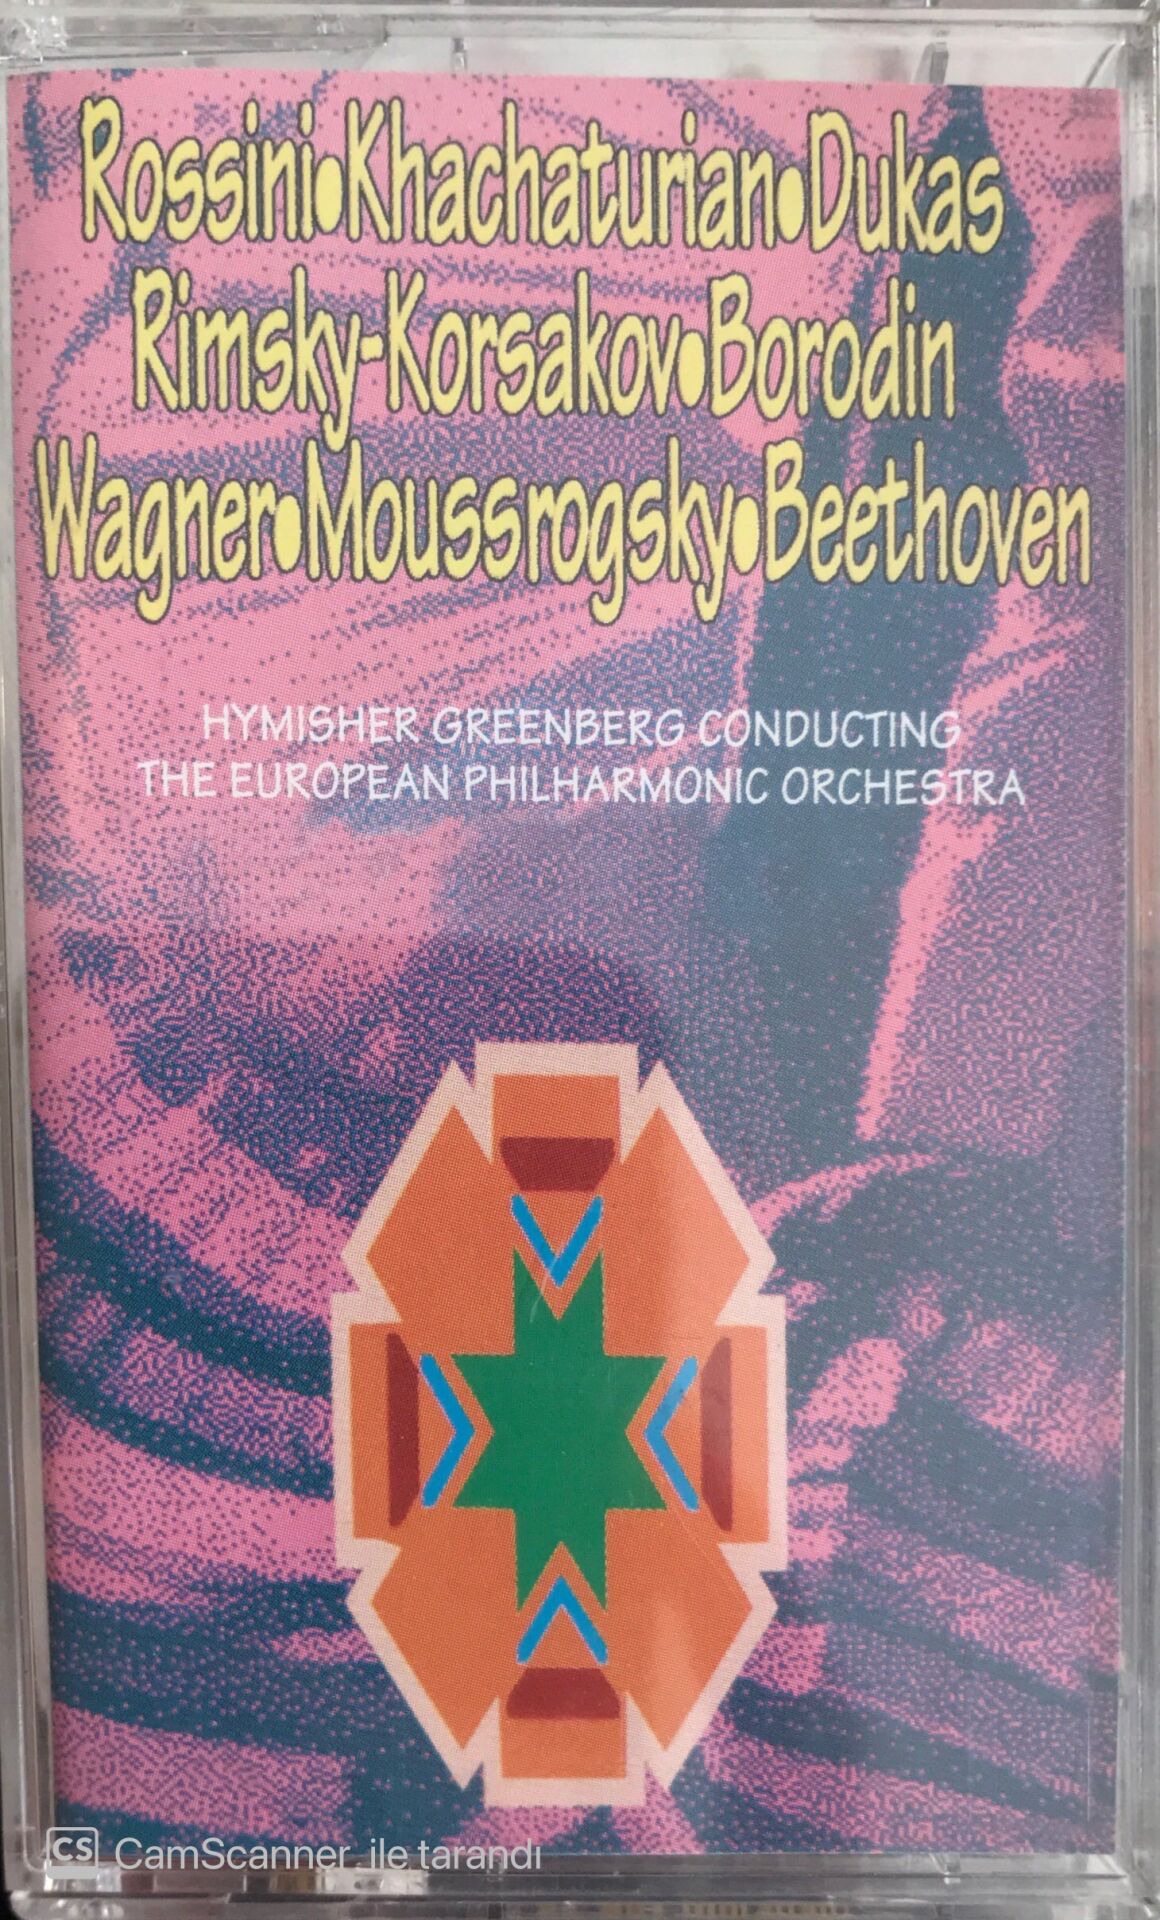 Rossini•Khachaturian•Dukas
Rimsky-Korsakov•Borodin
Wagner•Moussrogsky•Beethoven
HYMISHER GREENBERG CONDUCTING
THE EUROPEAN PHILHARMONIC ORCHESTRA
CS CamScanner ile tarandı